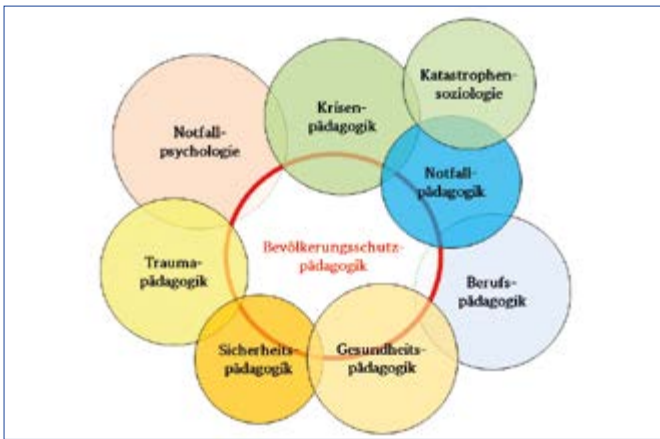 Katastrophen-
soziologie
Krisen-
pädagogik
Notfall-
psychologie
Notfall-
pädagogik
Bevölkerungsschutz-
pädagogik
Trauma-
pädagogik
Berufs-
pädagogik
Sicherheits-
pädagogik
Gesundheits-
pädagogik